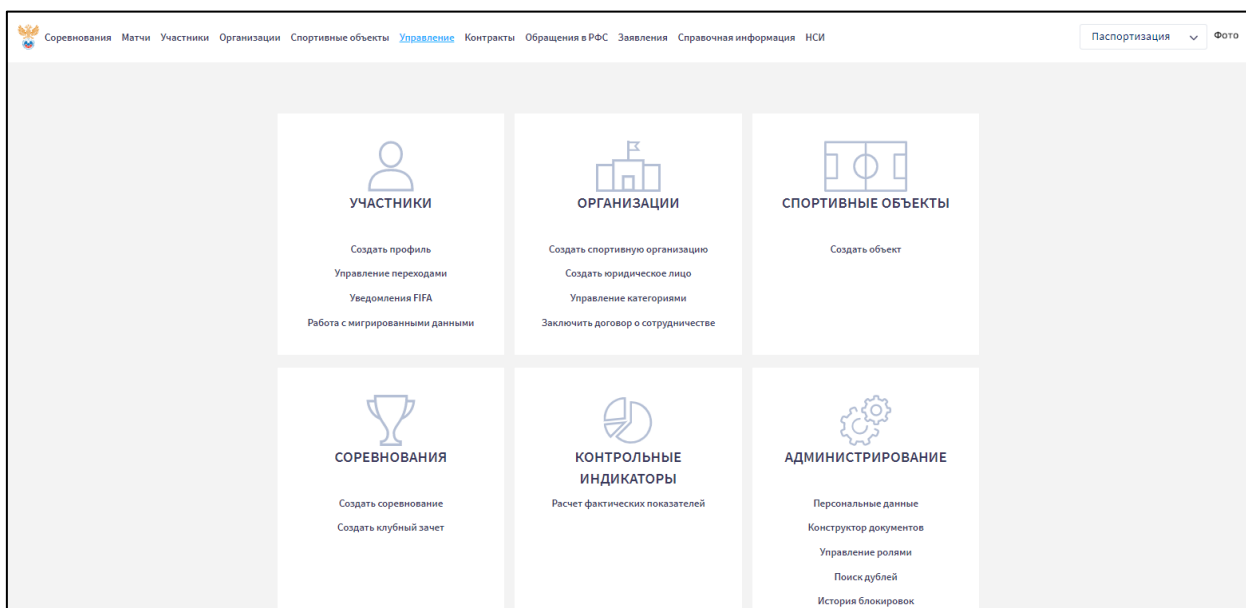 Соревнования Матчи Участники Организации Спортивные объекты Управление Контракты Обращения в РФС Заявления Справочная информация НСИ Паспортизация Фото
УЧАСТНИКИ
Создать профиль
Управление переходами
Уведомления FIFA
Работа с мигрированными данными
ОРГАНИЗАЦИИ
Создать спортивную организацию
Создать юридическое лицо
Управление категориями
Заключить договор о сотрудничестве
СПОРТИВНЫЕ ОБЪЕКТЫ
Создать объект
СОРЕВНОВАНИЯ
Создать соревнование
Создать клубный зачет
КОНТРОЛЬНЫЕ
ИНДИКАТОРЫ
Расчет фактических показателей
АДМИНИСТРИРОВАНИЕ
Персональные данные
Конструктор документов
Управление ролями
Поиск дублей
История блокировок